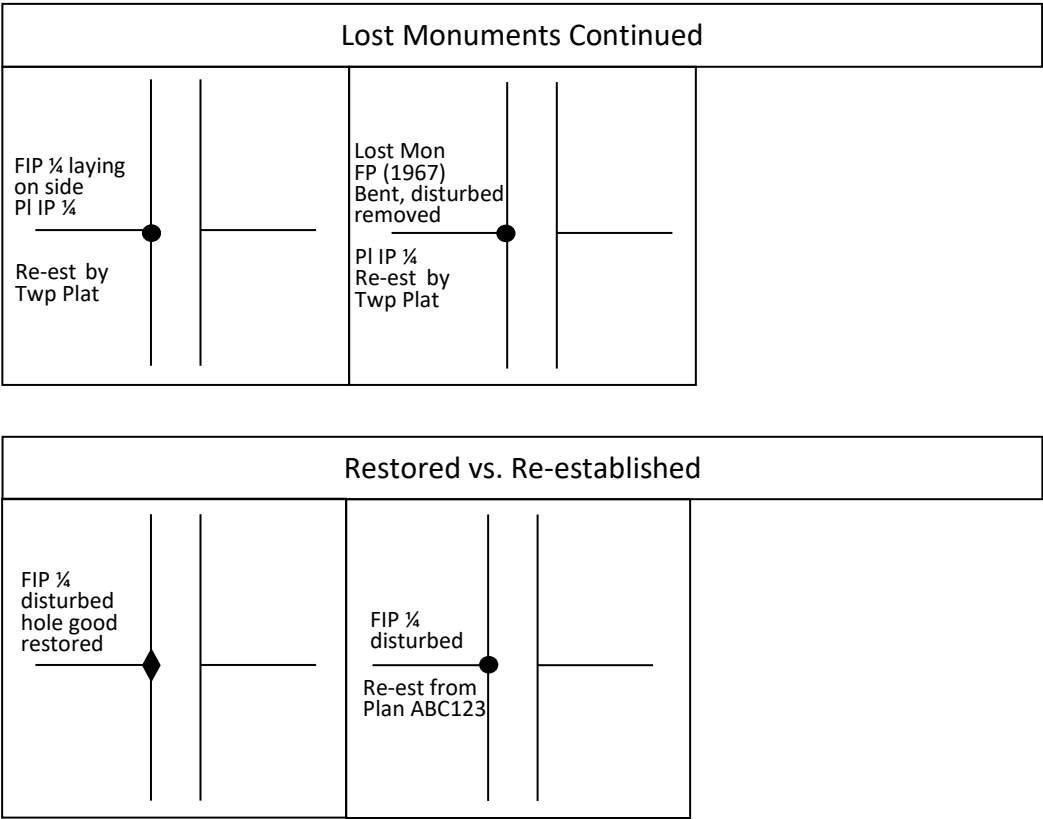 Lost Monuments Continued
FIP ¼ laying
on side
Pl IP ¼
Re-est by
Twp Plat
Lost Mon
FP (1967)
Bent, disturbed
removed
Pl IP ¼
Re-est by
Twp Plat
Restored vs. Re-established
FIP ¼
disturbed
hole good
restored
FIP ¼
disturbed
Re-est from
Plan ABC123